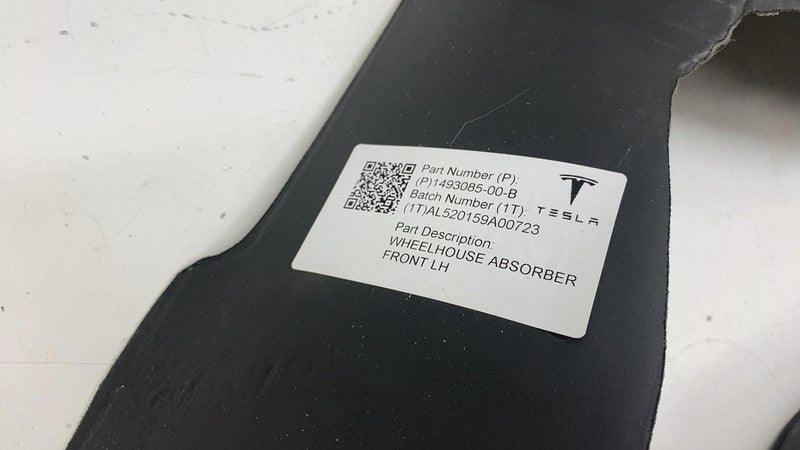 Part Number (P):
(P)1493085-00-B
Batch Number (1T):
(1T)AL520159A00723
TESLA
Part Description:
WHEELHOUSE ABSORBER
FRONT LH